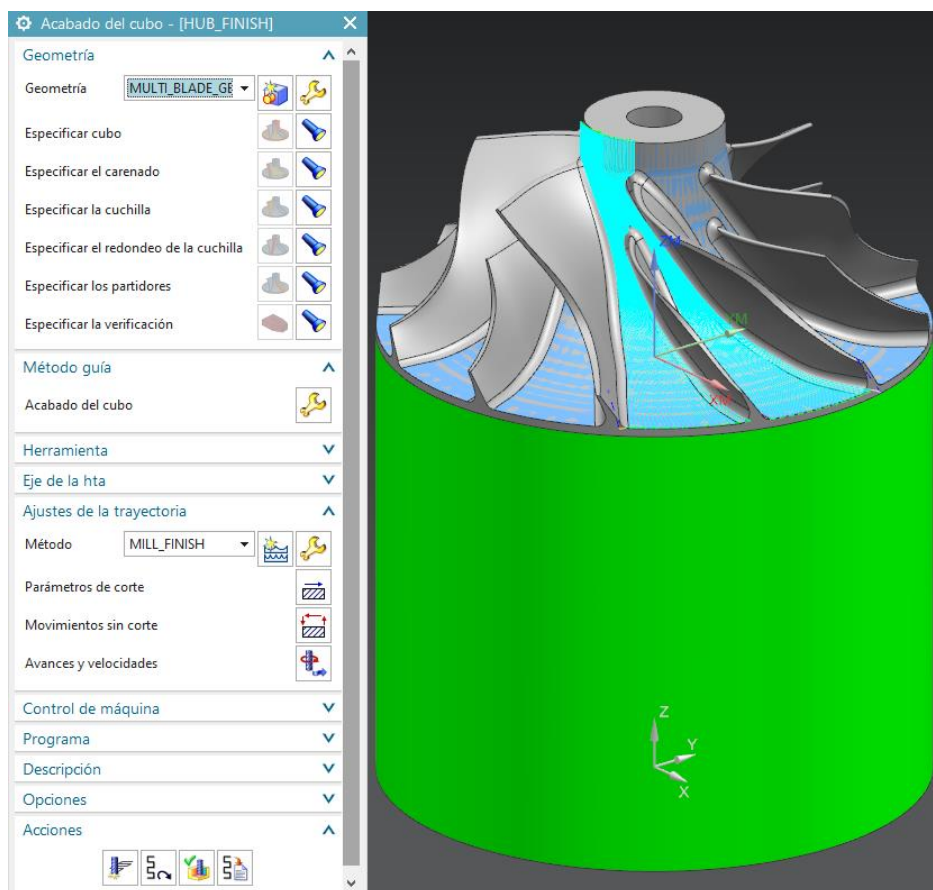 Acabado del cubo - [HUB_FINISH]
Geometría
Geometría MULTI_BLADE_GE
Especificar cubo
Especificar el carenado
Especificar la cuchilla
Especificar el redondeo de la cuchilla
Especificar los partidores
Especificar la verificación
Método guía
Acabado del cubo
Herramienta
Eje de la hta
Ajustes de la trayectoria
Método MILL_FINISH
Parámetros de corte
Movimientos sin corte
Avances y velocidades
Control de máquina
Programa
Descripción
Opciones
Acciones
ZM
YM
XM
Z
Y
X